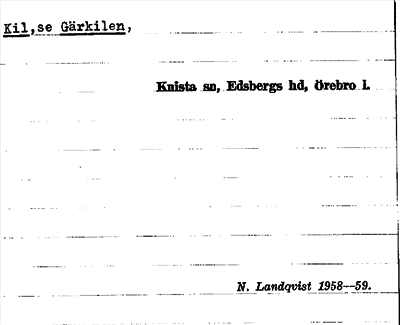 Kil,se Gärkilen,
Knista sn, Edsbergs hd, Örebro l.
N. Landqvist 1958—59.